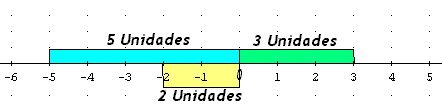 5 Unidades 3 Unidades
-6 -5 -4 -3 -2 -1 0 1 2 3 4 5
2 Unidades